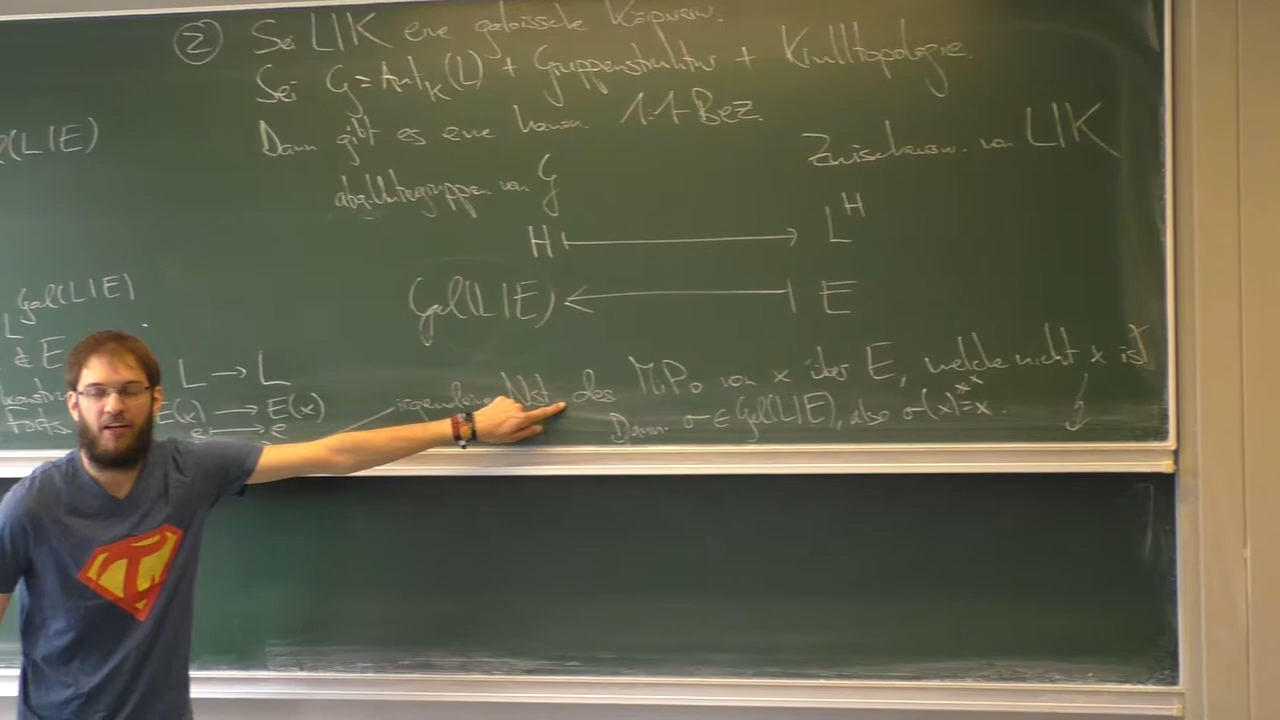 ② Sei L|K eine galoissche Körpererw.
Sei G = Aut_K(L) + Gruppenstruktur + Krulltopologie.
Dann gibt es eine kanon. 1:1-Bez.
abg. Untergruppen von G
Zwischenerw. von L|K
H ⟼ L^H
Gal(L|E) ⟻ E
(L|E)
Gal(L|E)
L
∉ E
L → L
E(x) → E(x)
e ⟼ e
irgendeine Nst. des MiPo von x über E, welche nicht x ist
Dann σ ∈ Gal(L|E), also σ(x) = x.